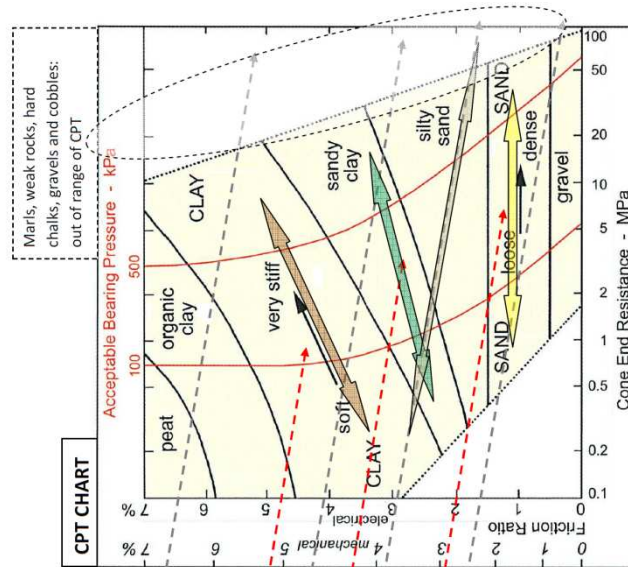 CPT CHART
Marls, weak rocks, hard
chalks, gravels and cobbles:
out of range of CPT
Acceptable Bearing Pressure - kPa
100
500
peat
organic
clay
CLAY
soft
very stiff
CLAY
sandy
clay
silty
sand
SAND
loose
dense
SAND
gravel
7 %
6
5
4
3
2
1
0
electrical
7 %
6
5
4
3
2
1
0
mechanical
Friction Ratio
0.1
0.2
0.5
1
2
5
10
20
50
100
Cone End Resistance - MPa